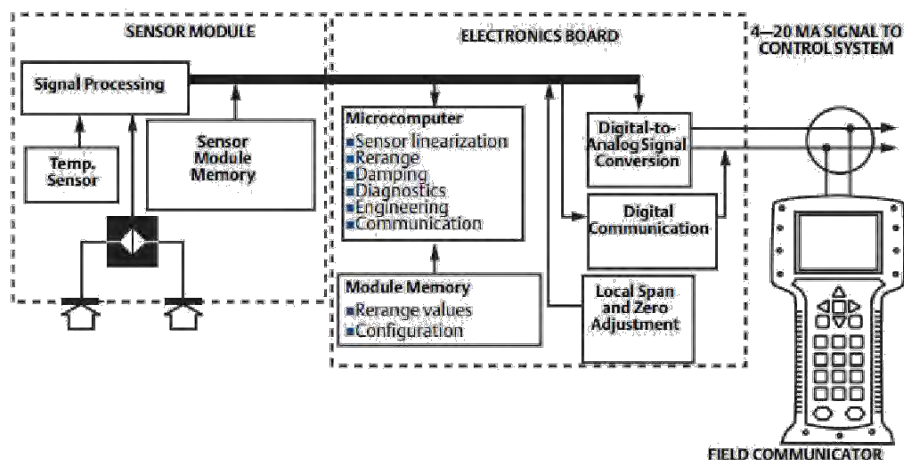 SENSOR MODULE
Signal Processing
Temp.
Sensor
Sensor
Module
Memory
ELECTRONICS BOARD
Microcomputer
■Sensor linearization
■Rerange
■Damping
■Diagnostics
■Engineering
■Communication
Module Memory
■Rerange values
■Configuration
Digital-to-
Analog Signal
Conversion
Digital
Communication
Local Span
and Zero
Adjustment
4—20 MA SIGNAL TO
CONTROL SYSTEM
FIELD COMMUNICATOR